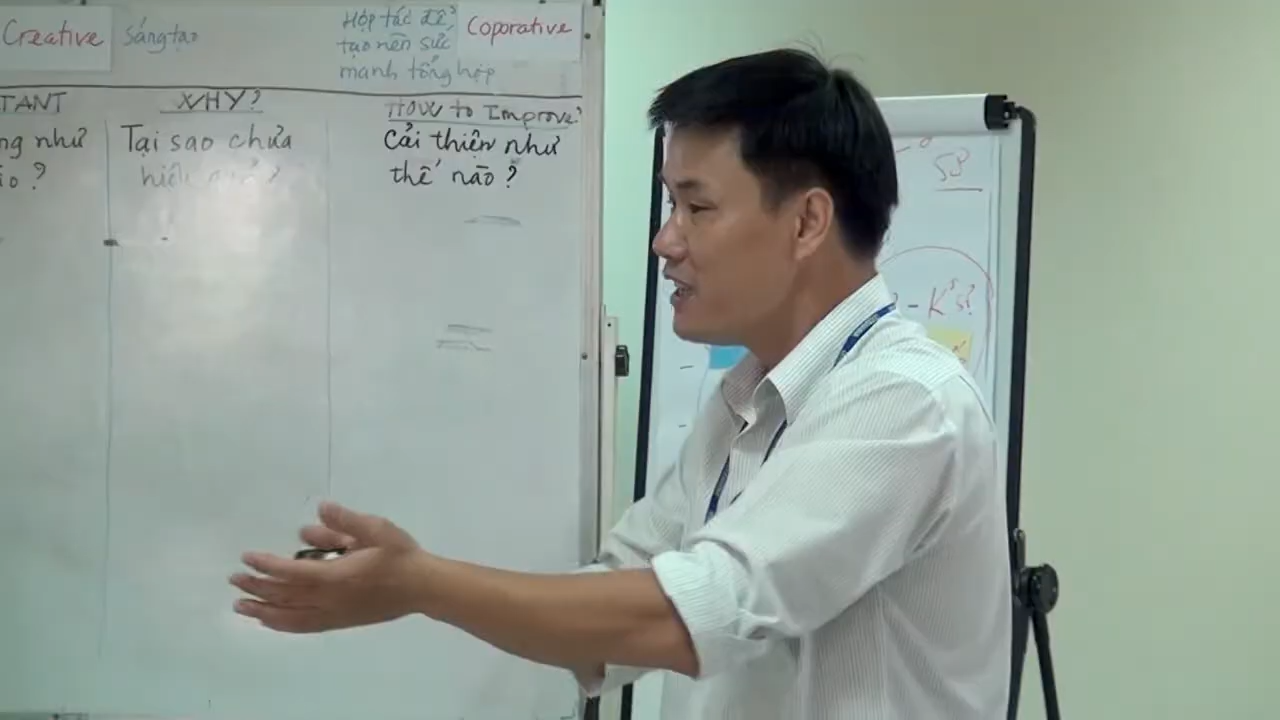 Creative
Sáng tạo
Hợp tác để
tạo nên sức
mạnh tổng hợp
Coporative
TANT
WHY?
How to Improve?
ng như
ào?
Tại sao chưa
hiệu quả?
Cải thiện như
thế nào?
5S?